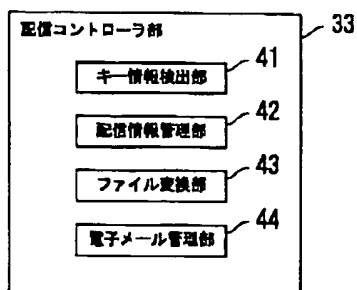 配信コントローラ部
33
キー情報検出部
41
配信情報管理部
42
ファイル変換部
43
電子メール管理部
44